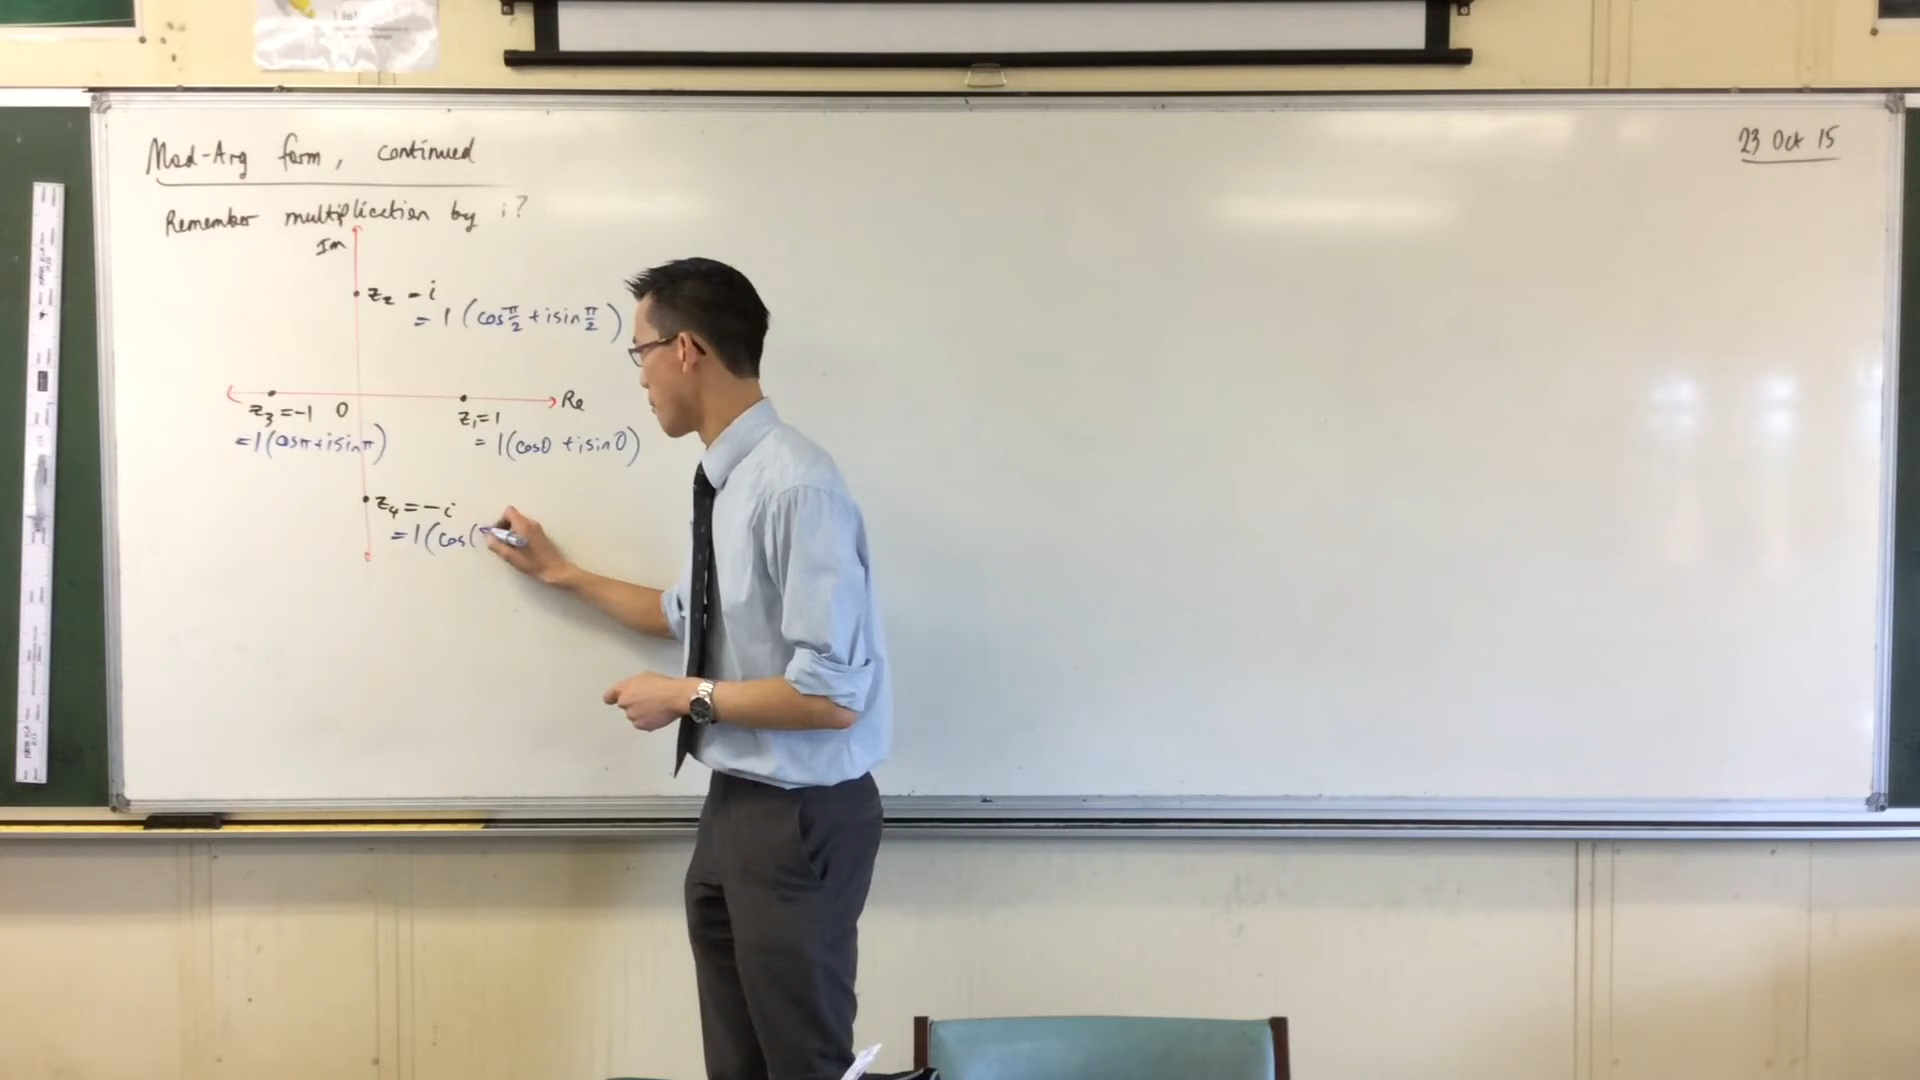 Mod-Arg form, continued
23 Oct 15
Remember multiplication by i?
Im
z₂ = i
= 1 (cos π/2 + i sin π/2)
Re
z₃ = -1
0
z₁ = 1
= 1 (cos π + i sin π)
= 1 (cos 0 + i sin 0)
z₄ = -i
= 1 (cos(